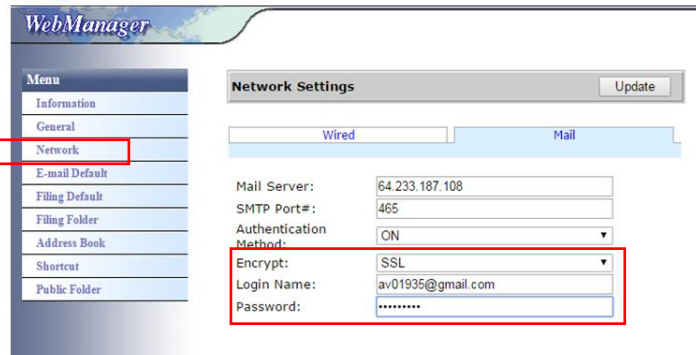 WebManager
Menu
Information
General
Network
E-mail Default
Filing Default
Filing Folder
Address Book
Shortcut
Public Folder
Network Settings
Update
Wired Mail
Mail Server: 64.233.187.108
SMTP Port#: 465
Authentication Method: ON
Encrypt: SSL
Login Name: av01935@gmail.com
Password: •••••••••